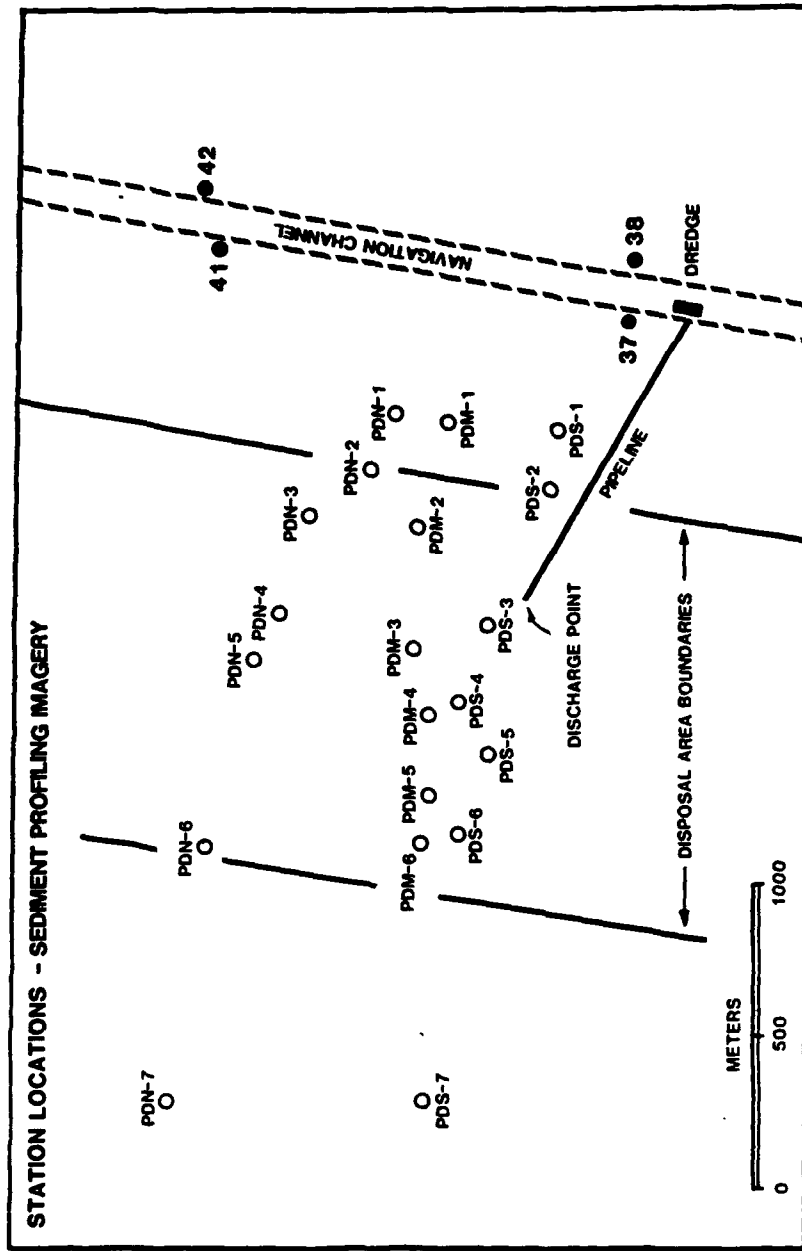 STATION LOCATIONS - SEDIMENT PROFILING IMAGERY
42
41
NAVIGATION CHANNEL
38
37
DREDGE
PDN-1
PDN-2
PDN-3
PDM-1
PDM-2
PDS-1
PDS-2
PIPELINE
PDN-4
PDN-5
PDM-3
PDS-3
PDM-4
PDS-4
DISCHARGE POINT
PDM-5
PDS-5
PDN-6
PDM-6
PDS-6
DISPOSAL AREA BOUNDARIES
PDN-7
PDS-7
METERS
0
500
1000